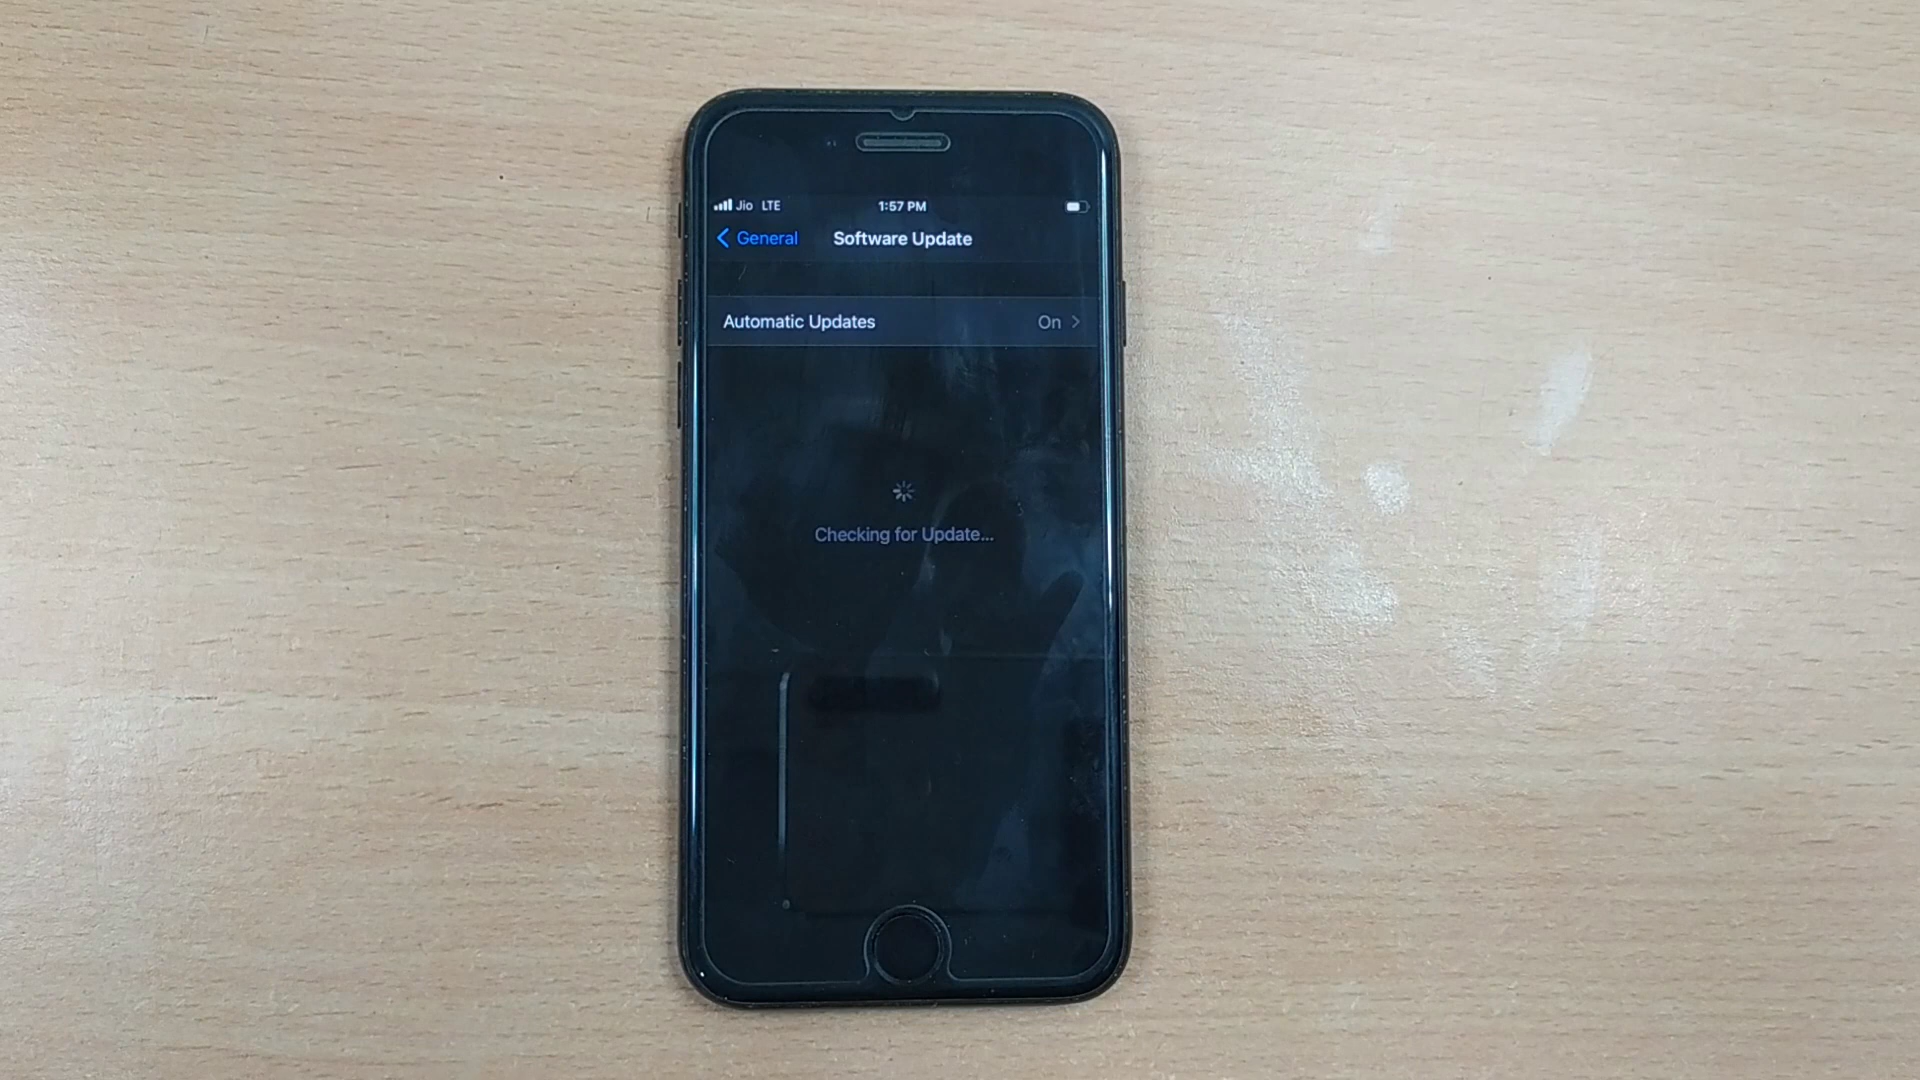 Jio LTE 1:57 PM
General Software Update
Automatic Updates On
Checking for Update...